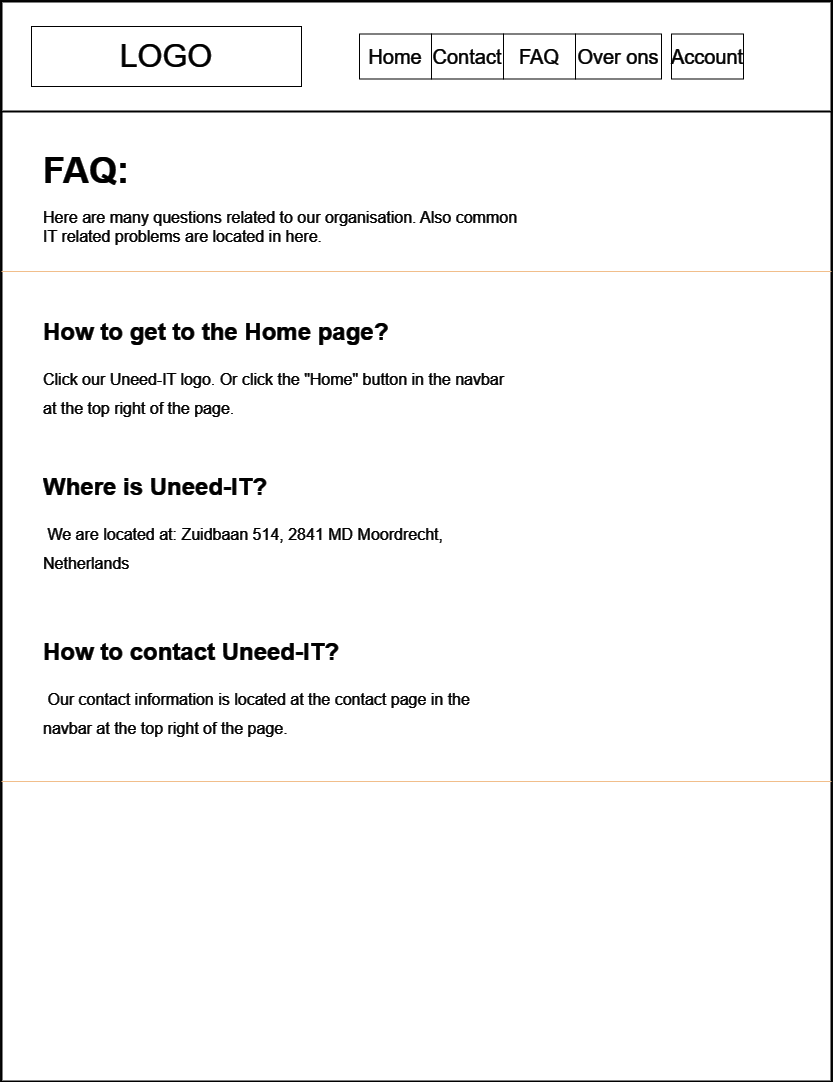 LOGO
Home Contact FAQ Over ons Account
FAQ:
Here are many questions related to our organisation. Also common
IT related problems are located in here.
How to get to the Home page?
Click our Uneed-IT logo. Or click the "Home" button in the navbar
at the top right of the page.
Where is Uneed-IT?
We are located at: Zuidbaan 514, 2841 MD Moordrecht,
Netherlands
How to contact Uneed-IT?
Our contact information is located at the contact page in the
navbar at the top right of the page.